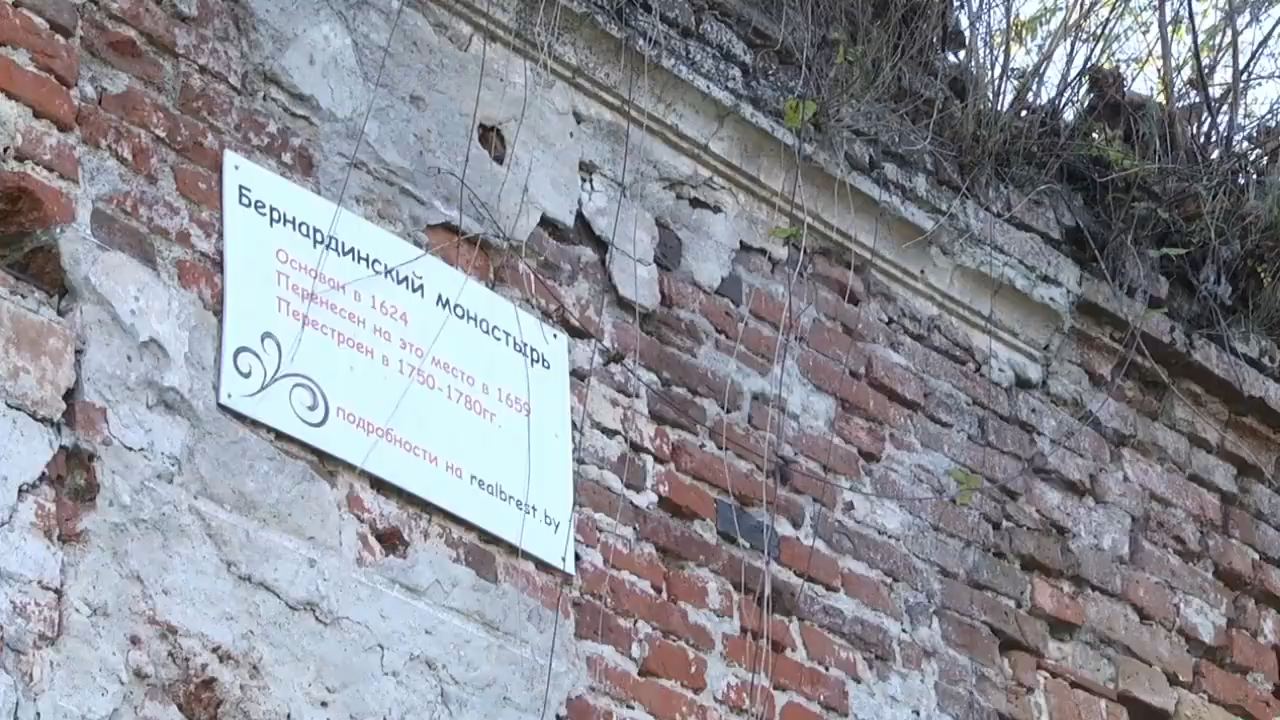 Бернардинский монастырь
Основан в 1624
Перенесен на это место в 1659
Перестроен в 1750-1780гг.
подробности на realbrest.by